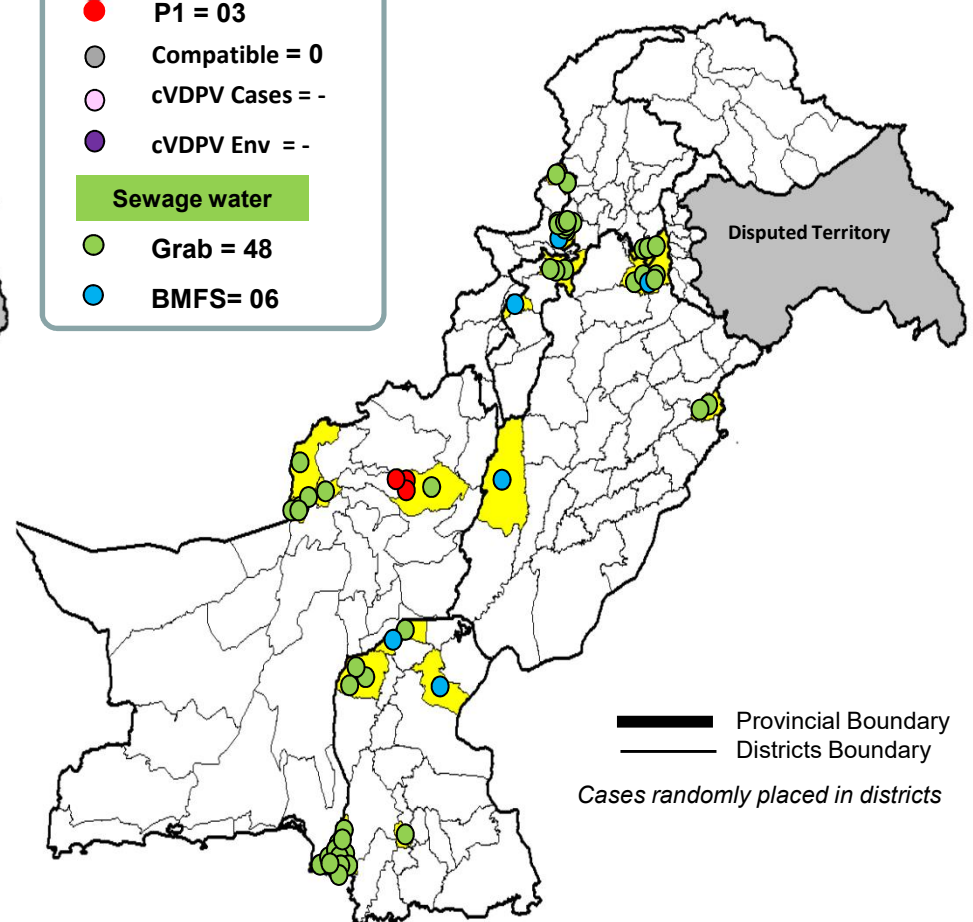 P1 = 03
Compatible = 0
cVDPV Cases = -
cVDPV Env = -
Sewage water
Grab = 48
BMFS= 06
Disputed Territory
Provincial Boundary
Districts Boundary
Cases randomly placed in districts